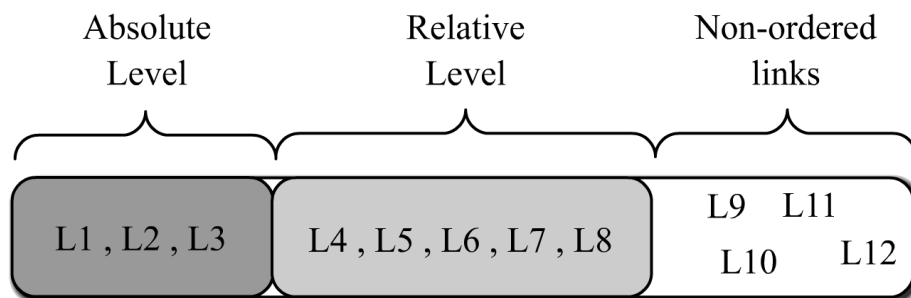 Absolute
Level
Relative
Level
Non-ordered
links
L1 , L2 , L3
L4 , L5 , L6 , L7 , L8
L9 L11
L10 L12